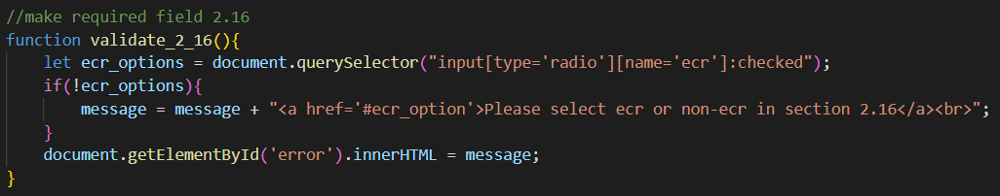 //make required field 2.16
function validate_2_16(){
    let ecr_options = document.querySelector("input[type='radio'][name='ecr']:checked");
    if(!ecr_options){
        message = message + "<a href='#ecr_option'>Please select ecr or non-ecr in section 2.16</a><br>";
    }
    document.getElementById('error').innerHTML = message;
}